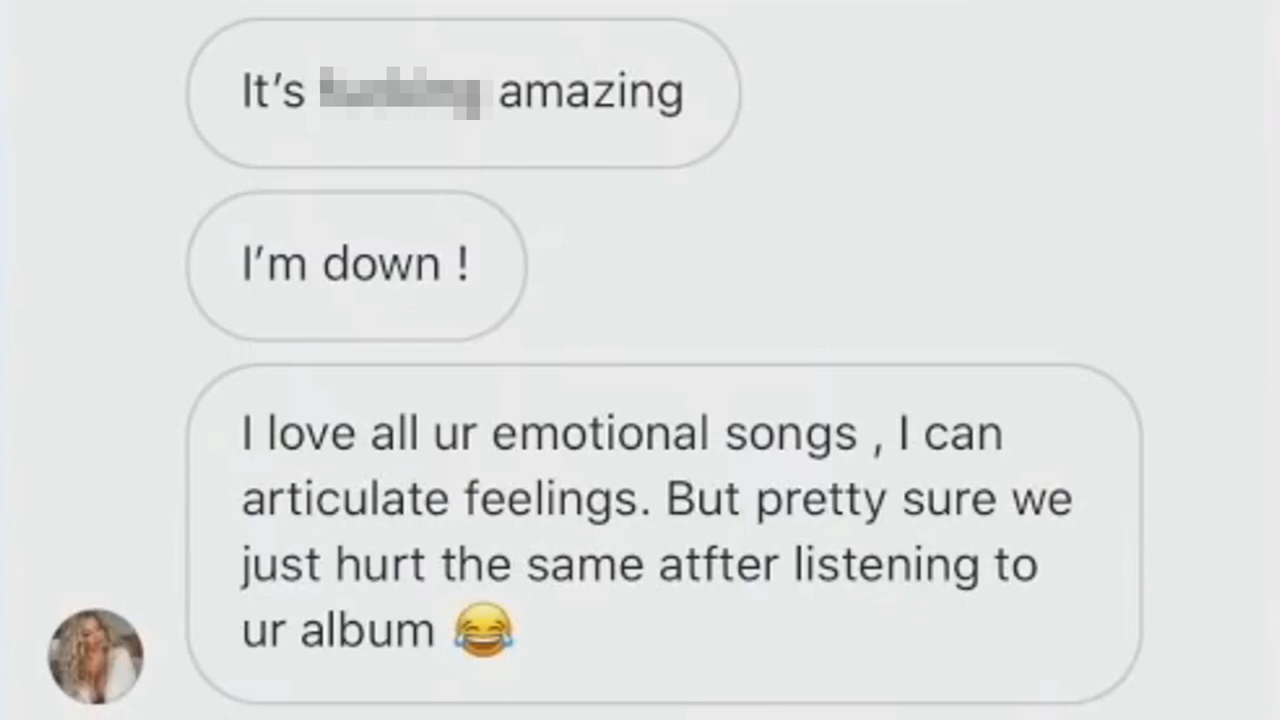 It’s amazing
I’m down !
I love all ur emotional songs , I can
articulate feelings. But pretty sure we
just hurt the same atfter listening to
ur album 😂